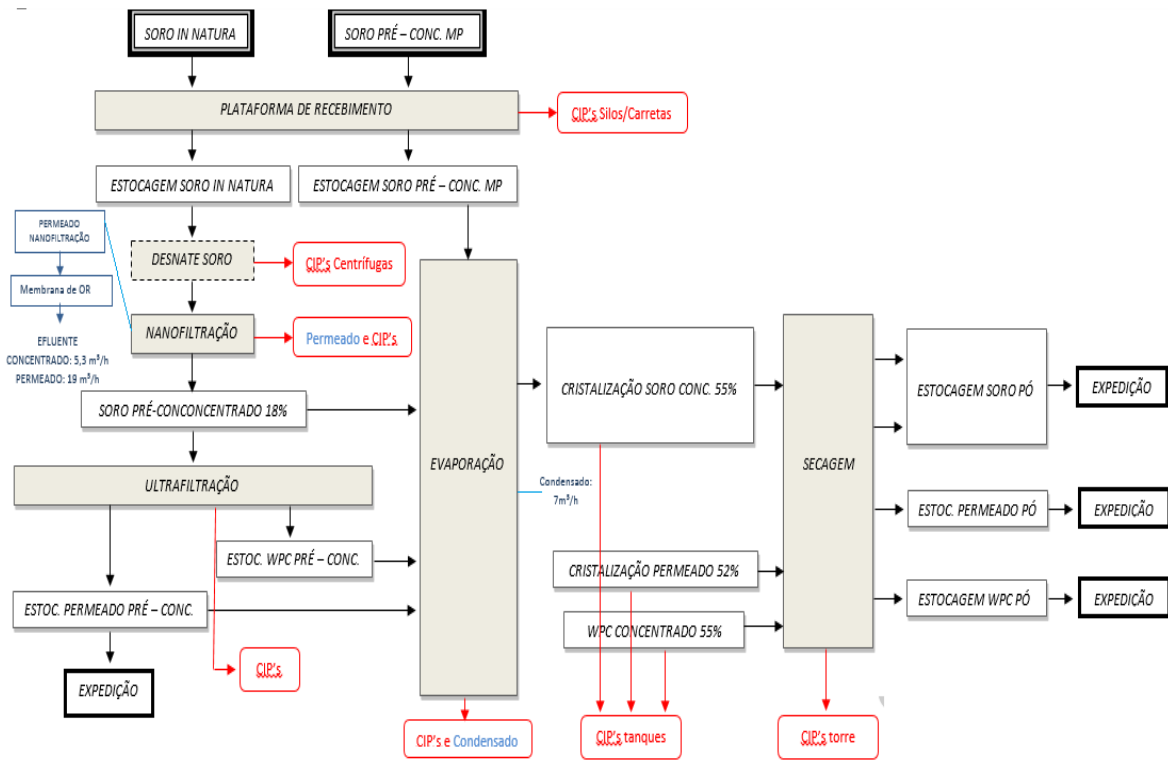 SORO IN NATURA
SORO PRÉ – CONC. MP
PLATAFORMA DE RECEBIMENTO
CIP's Silos/Carretas
ESTOCAGEM SORO IN NATURA
ESTOCAGEM SORO PRÉ – CONC. MP
PERMEADO
NANOFILTRAÇÃO
DESNATE SORO
CIP's Centrífugas
Membrana de OR
NANOFILTRAÇÃO
Permeado e CIP's
EFLUENTE
CONCENTRADO: 5,3 m³/h
PERMEADO: 19 m³/h
SORO PRÉ-CONCONCENTRADO 18%
CRISTALIZAÇÃO SORO CONC. 55%
ESTOCAGEM SORO PÓ
EXPEDIÇÃO
EVAPORAÇÃO
SECAGEM
ULTRAFILTRAÇÃO
Condensado:
7m³/h
ESTOC. PERMEADO PÓ
EXPEDIÇÃO
ESTOC. WPC PRÉ – CONC.
CRISTALIZAÇÃO PERMEADO 52%
ESTOC. PERMEADO PRÉ – CONC.
ESTOCAGEM WPC PÓ
EXPEDIÇÃO
WPC CONCENTRADO 55%
CIP's
EXPEDIÇÃO
CIP's e Condensado
CIP's tanques
CIP's torre